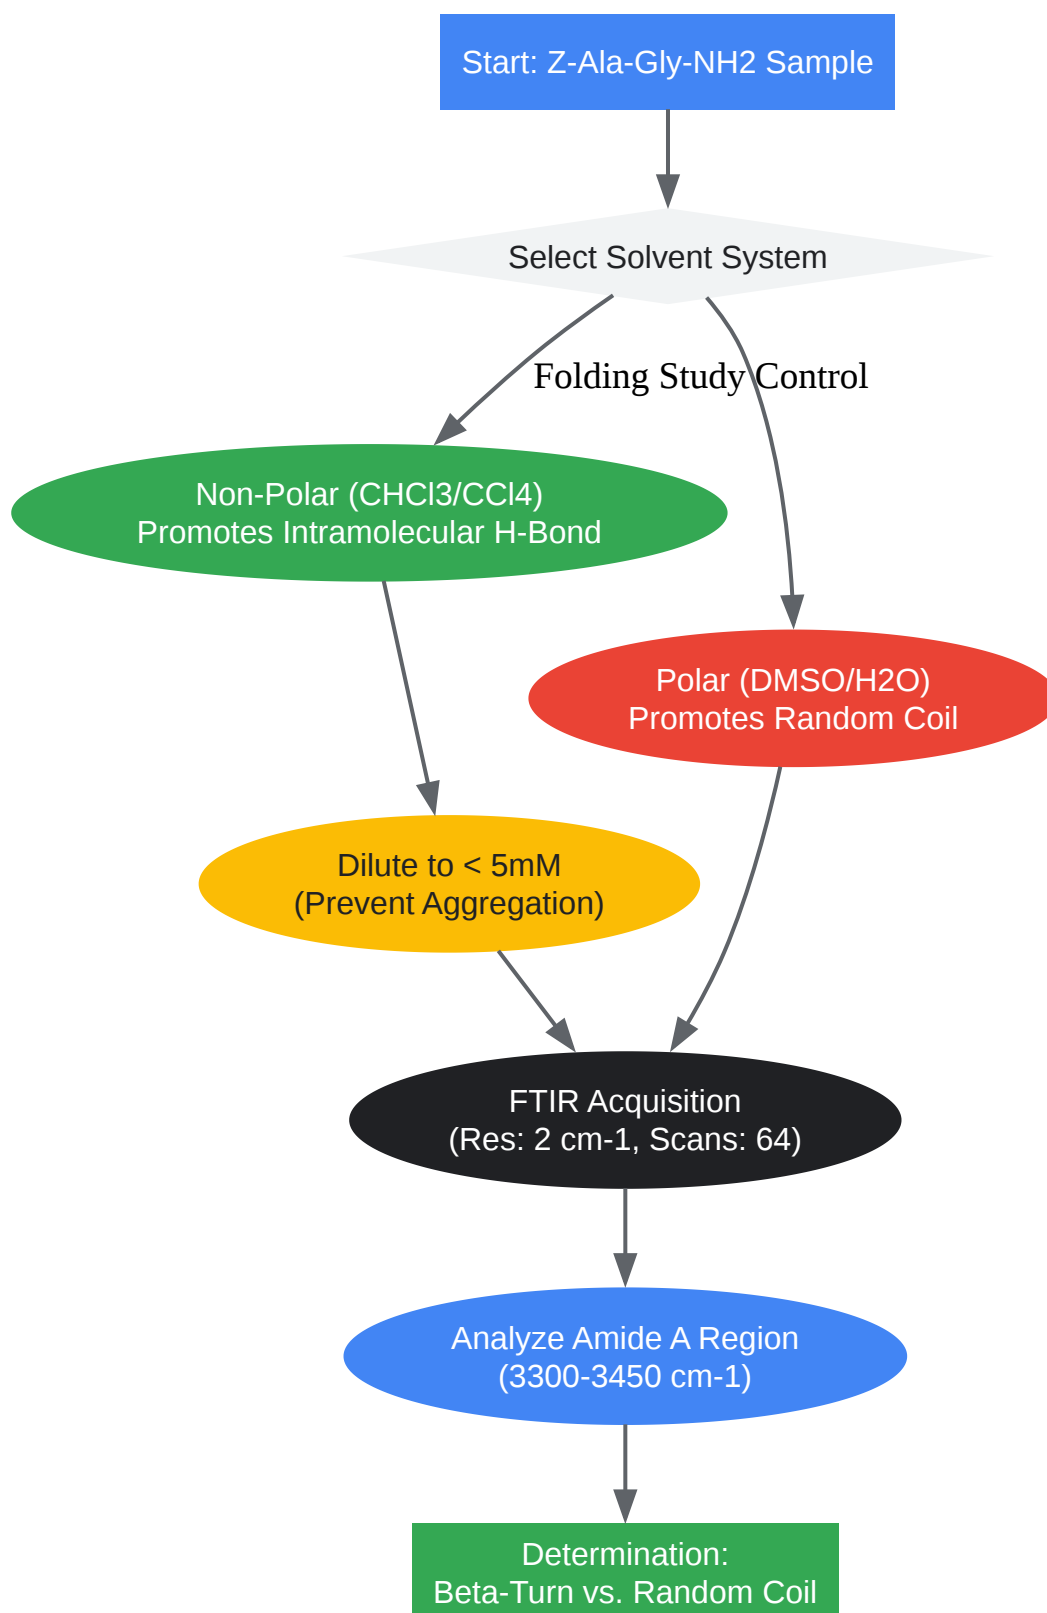 Start: Z-Ala-Gly-NH2 Sample
Select Solvent System
Folding Study
Control
Non-Polar (CHCl3/CCl4)
Promotes Intramolecular H-Bond
Polar (DMSO/H2O)
Promotes Random Coil
Dilute to < 5mM
(Prevent Aggregation)
FTIR Acquisition
(Res: 2 cm-1, Scans: 64)
Analyze Amide A Region
(3300-3450 cm-1)
Determination:
Beta-Turn vs. Random Coil